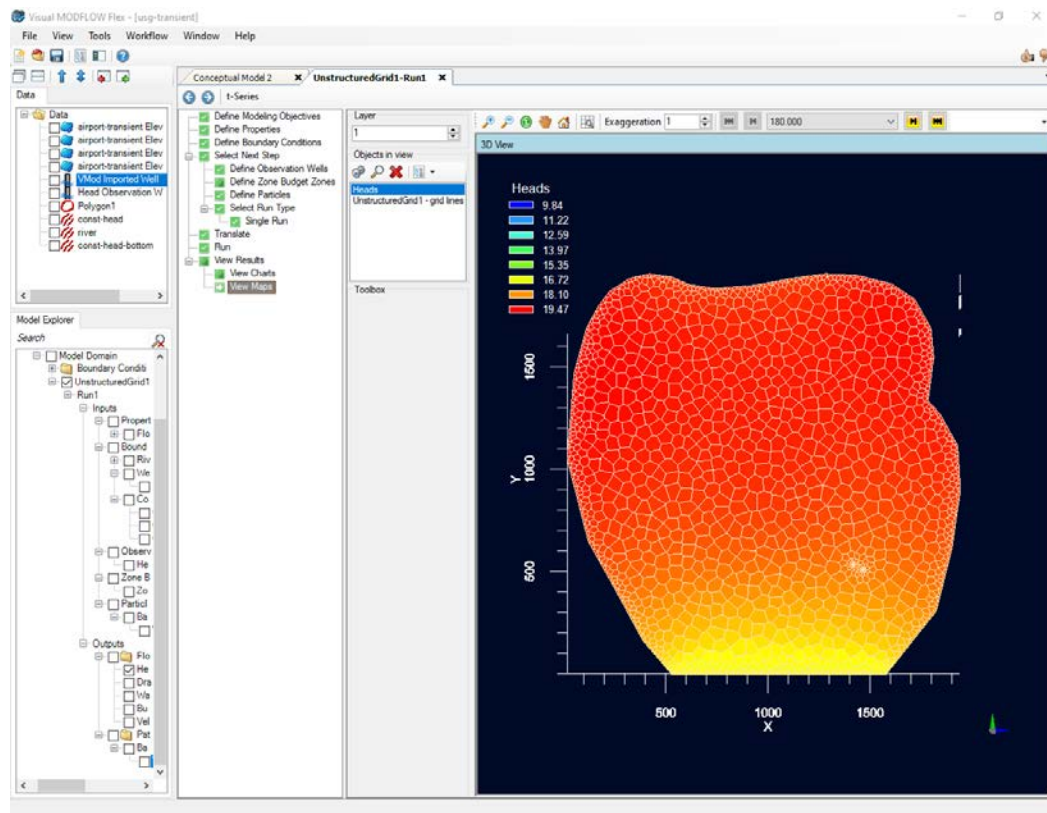 Visual MODFLOW Flex - [usg-transient]
File View Tools Workflow Window Help
Data
Data
airport-transient Elev
airport-transient Elev
airport-transient Elev
airport-transient Elev
VMod Imported Well
Head Observation W
Polygon1
const-head
river
const-head-bottom
Model Explorer
Search
Model Domain
Boundary Conditi
UnstructuredGrid1
Run1
Inputs
Propert
Flo
Bound
Riv
We
Co
Observ
He
Zone B
Zo
Particl
Ba
Outputs
Flo
He
Dra
Wa
Bu
Vel
Pat
Ba
Conceptual Model 2 X UnstructuredGrid1-Run1 X
t-Series
Define Modeling Objectives
Define Properties
Define Boundary Conditions
Select Next Step
Define Observation Wells
Define Zone Budget Zones
Define Particles
Select Run Type
Single Run
Translate
Run
View Results
View Charts
View Maps
Layer
1
Objects in view
Heads
UnstructuredGrid1 - grid lines
Toolbox
Exaggeration 1 180.000
3D View
Heads
9.84
11.22
12.59
13.97
15.35
16.72
18.10
19.47
1500
1000
500
Y
500 1000 1500
X